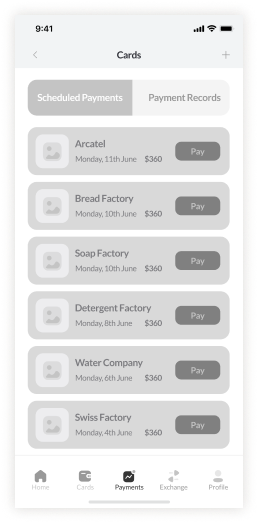 9:41
Cards
Scheduled Payments Payment Records
Arcatel
Monday, 11th June $360 Pay
Bread Factory
Monday, 10th June $360 Pay
Soap Factory
Monday, 10th June $360 Pay
Detergent Factory
Monday, 8th June $360 Pay
Water Company
Monday, 6th June $360 Pay
Swiss Factory
Monday, 4th June $360 Pay
Home Cards Payments Exchange Profile